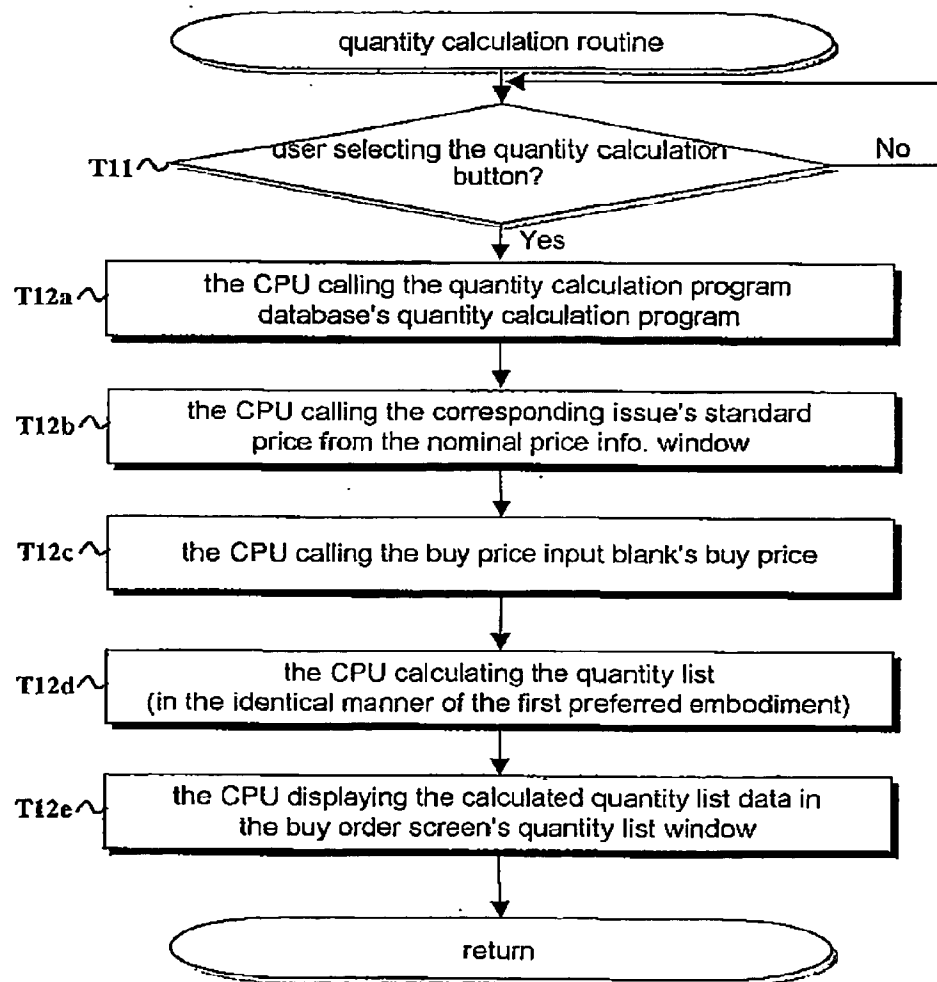 quantity calculation routine
T11
user selecting the quantity calculation
button?
No
Yes
T12a
the CPU calling the quantity calculation program
database's quantity calculation program
T12b
the CPU calling the corresponding issue's standard
price from the nominal price info. window
T12c
the CPU calling the buy price input blank's buy price
T12d
the CPU calculating the quantity list
(in the identical manner of the first preferred embodiment)
T12e
the CPU displaying the calculated quantity list data in
the buy order screen's quantity list window
return